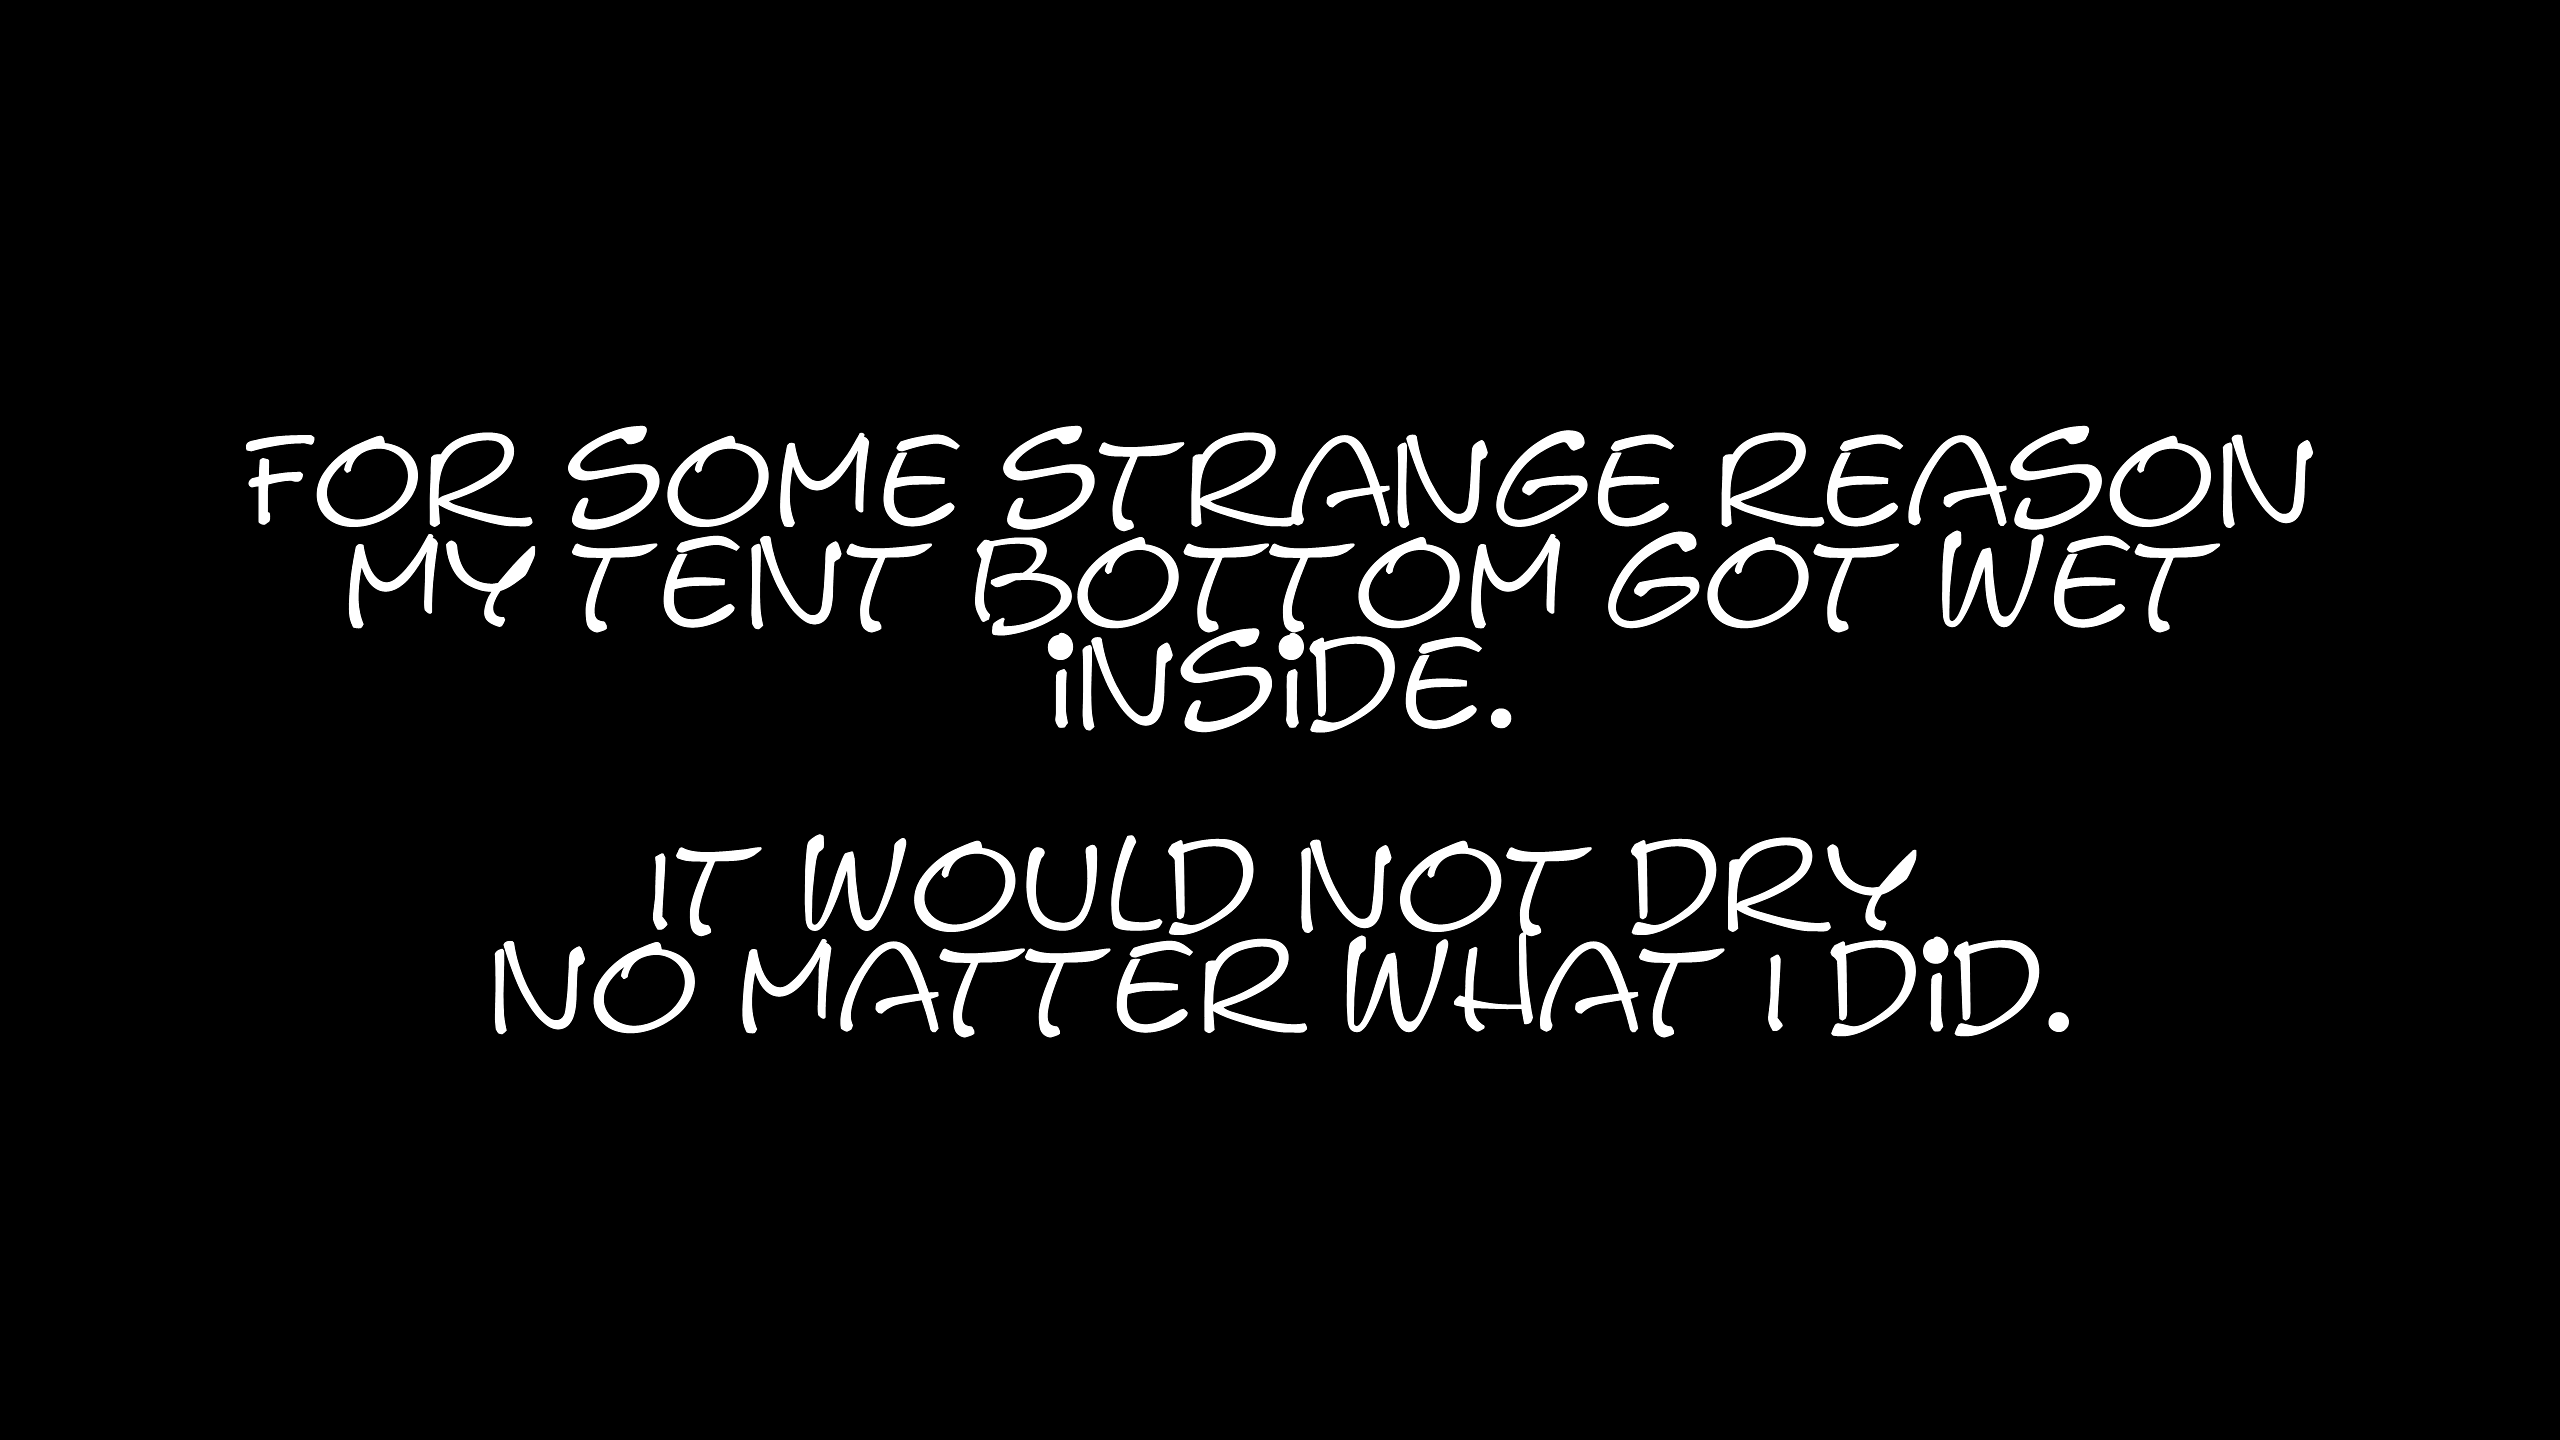 FOR SOME STRANGE REASON
MY TENT BOTTOM GOT WET
iNSiDE.
IT WOULD NOT DRY
NO MATTER WHAT I DiD.